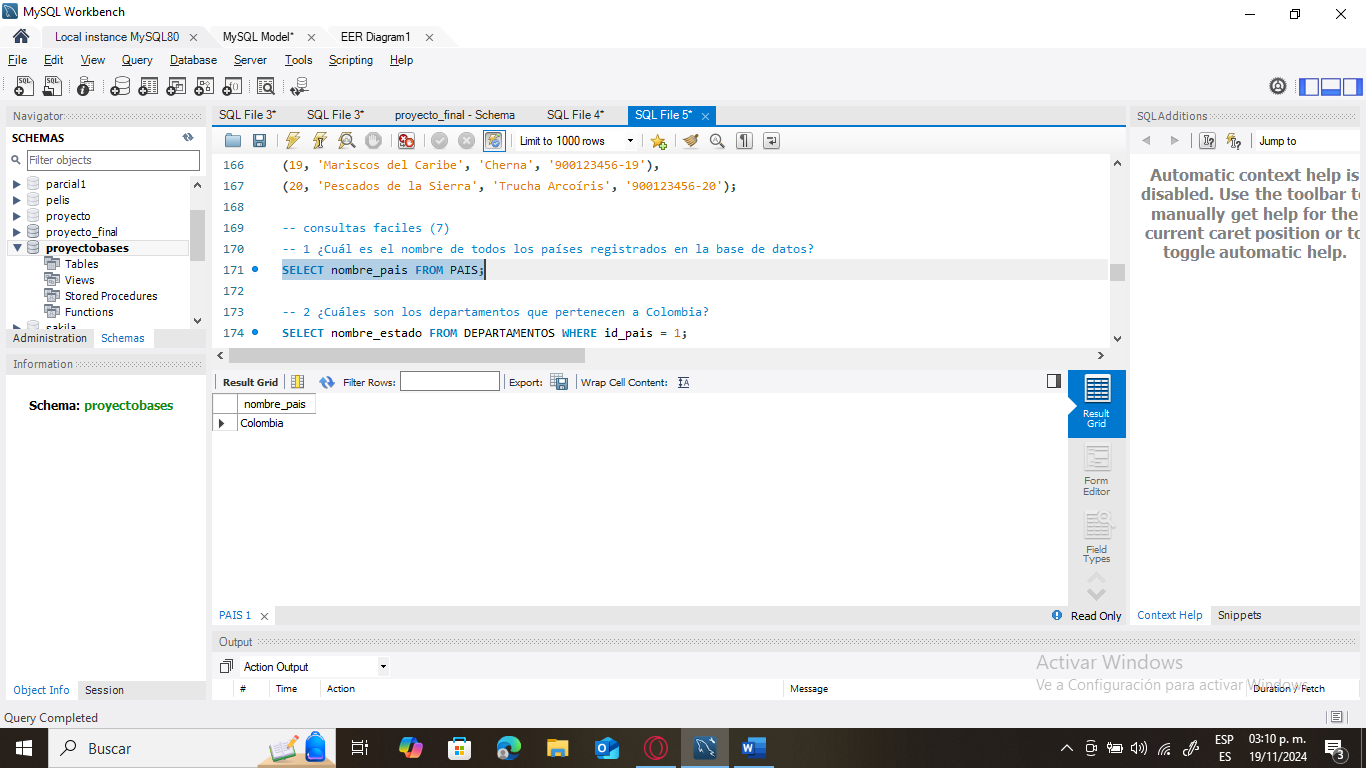 MySQL Workbench
Local instance MySQL80
MySQL Model*
EER Diagram1
File Edit View Query Database Server Tools Scripting Help
Navigator
SCHEMAS
Filter objects
parcial1
pelis
proyecto
proyecto_final
proyectobases
Tables
Views
Stored Procedures
Functions
sakila
Administration Schemas
Information
Schema: proyectobases
Object Info Session
SQL File 3* SQL File 3* proyecto_final - Schema SQL File 4* SQL File 5*
Limit to 1000 rows
166 (19, 'Mariscos del Caribe', 'Cherna', '900123456-19'),
167 (20, 'Pescados de la Sierra', 'Trucha Arcoíris', '900123456-20');
168
169 -- consultas faciles (7)
170 -- 1 ¿Cuál es el nombre de todos los países registrados en la base de datos?
171 SELECT nombre_pais FROM PAIS;
172
173 -- 2 ¿Cuáles son los departamentos que pertenecen a Colombia?
174 SELECT nombre_estado FROM DEPARTAMENTOS WHERE id_pais = 1;
Result Grid Filter Rows: Export: Wrap Cell Content:
nombre_pais
Colombia
Result Grid
Form Editor
Field Types
PAIS 1
Read Only
Output
Action Output
# Time Action Message Duration / Fetch
SQLAdditions
Jump to
Automatic context help is
disabled. Use the toolbar to
manually get help for the
current caret position or to
toggle automatic help.
Context Help Snippets
Activar Windows
Ve a Configuración para activar Windows.
Query Completed
Buscar
ESP
ES
03:10 p. m.
19/11/2024
3